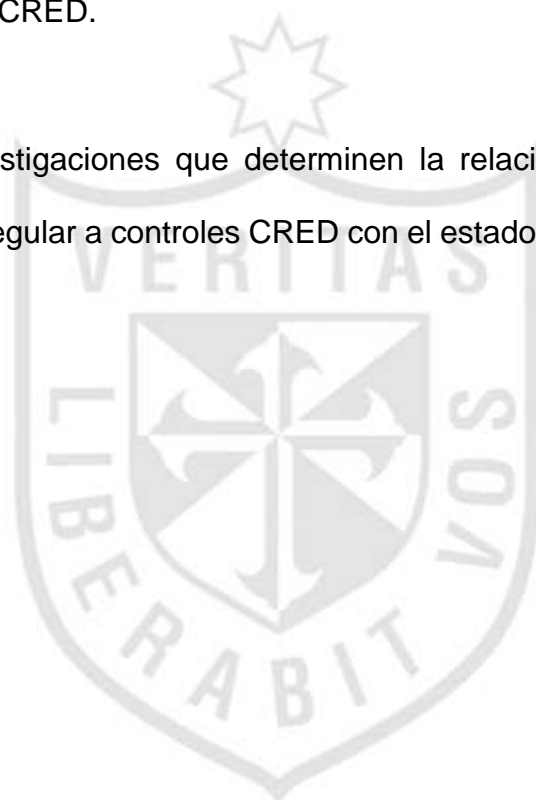 CRED.
stigaciones que determinen la relaci
egular a controles CRED con el estado
VERITAS
LIBERABIT VOS